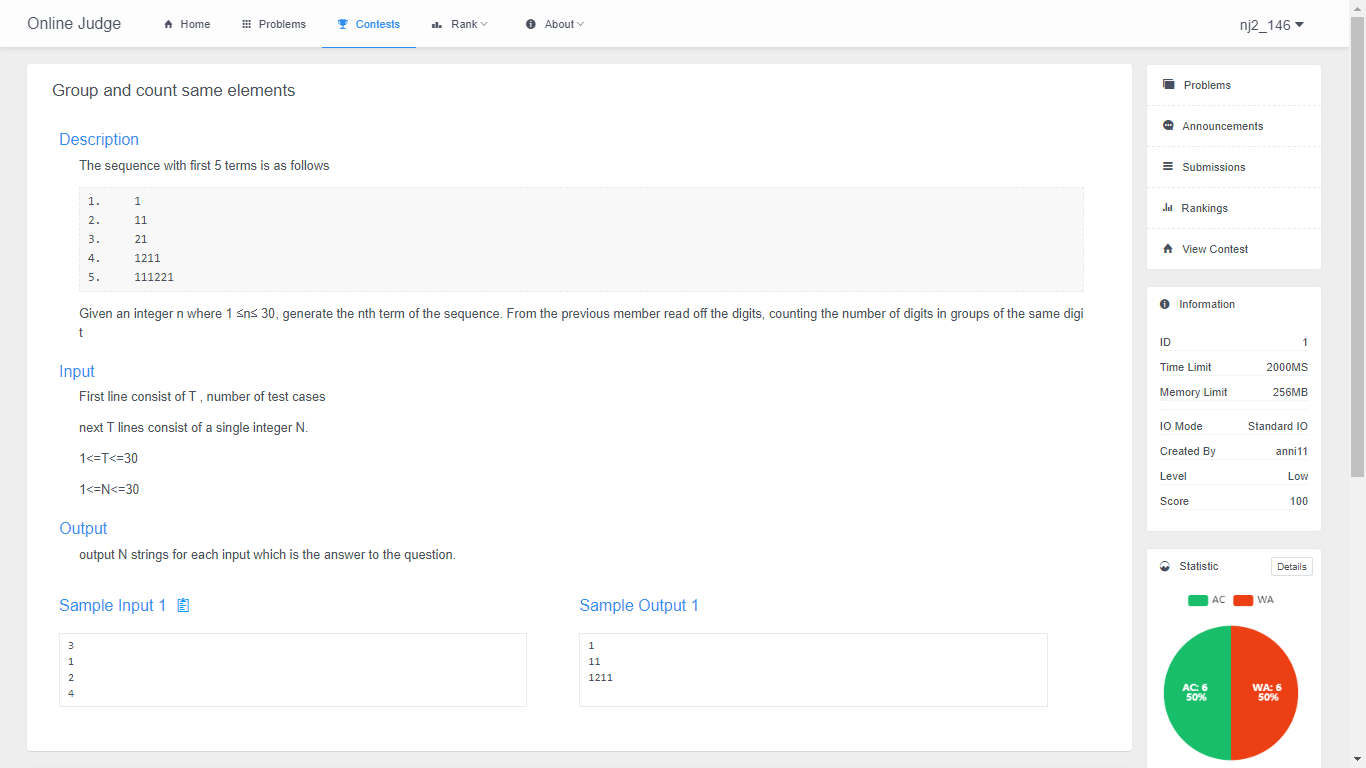 Online Judge
Home
Problems
Contests
Rank
About
nj2_146
Group and count same elements
Description
The sequence with first 5 terms is as follows
1. 1
2. 11
3. 21
4. 1211
5. 111221
Given an integer n where 1 ≤n≤ 30, generate the nth term of the sequence. From the previous member read off the digits, counting the number of digits in groups of the same digi
t
Input
First line consist of T , number of test cases
next T lines consist of a single integer N.
1<=T<=30
1<=N<=30
Output
output N strings for each input which is the answer to the question.
Sample Input 1
3
1
2
4
Sample Output 1
1
11
1211
Problems
Announcements
Submissions
Rankings
View Contest
Information
ID 1
Time Limit 2000MS
Memory Limit 256MB
IO Mode Standard IO
Created By anni11
Level Low
Score 100
Statistic Details
AC WA
AC: 6
50%
WA: 6
50%